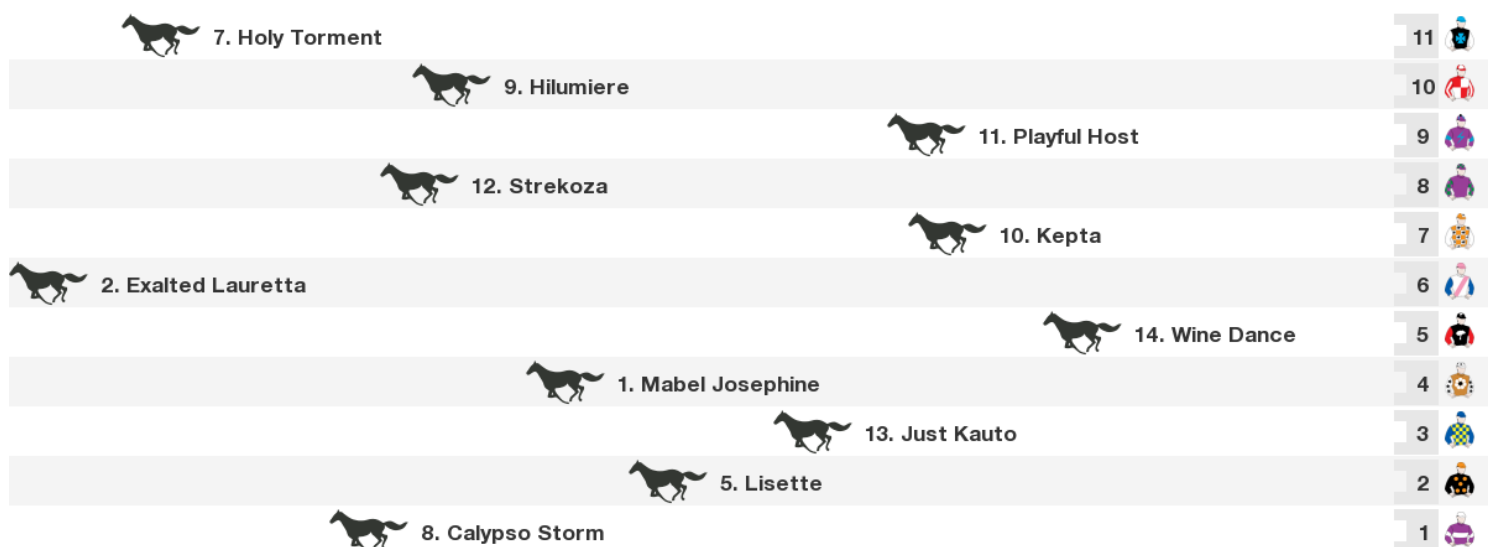 7. Holy Torment 11
9. Hilumiere 10
11. Playful Host 9
12. Strekoza 8
10. Kepta 7
2. Exalted Lauretta 6
14. Wine Dance 5
1. Mabel Josephine 4
13. Just Kauto 3
5. Lisette 2
8. Calypso Storm 1